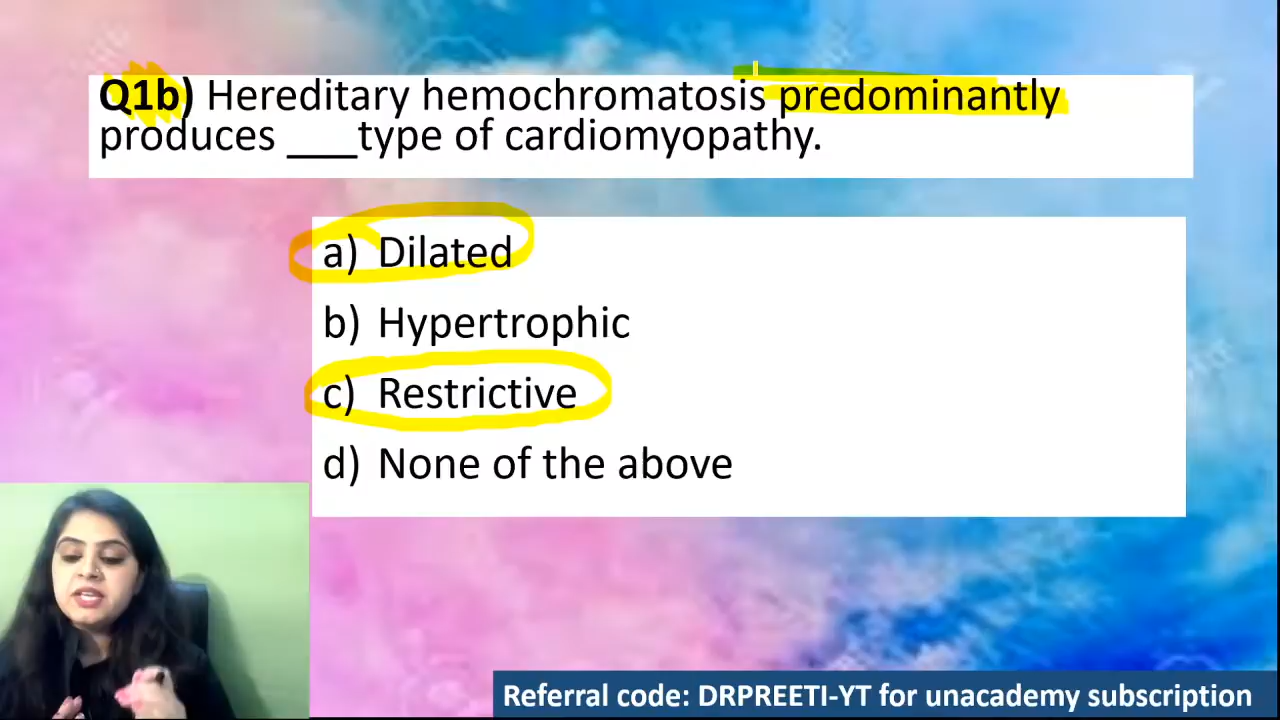 Q1b) Hereditary hemochromatosis predominantly
produces ___type of cardiomyopathy.
a) Dilated
b) Hypertrophic
c) Restrictive
d) None of the above
Referral code: DRPREETI-YT for unacademy subscription